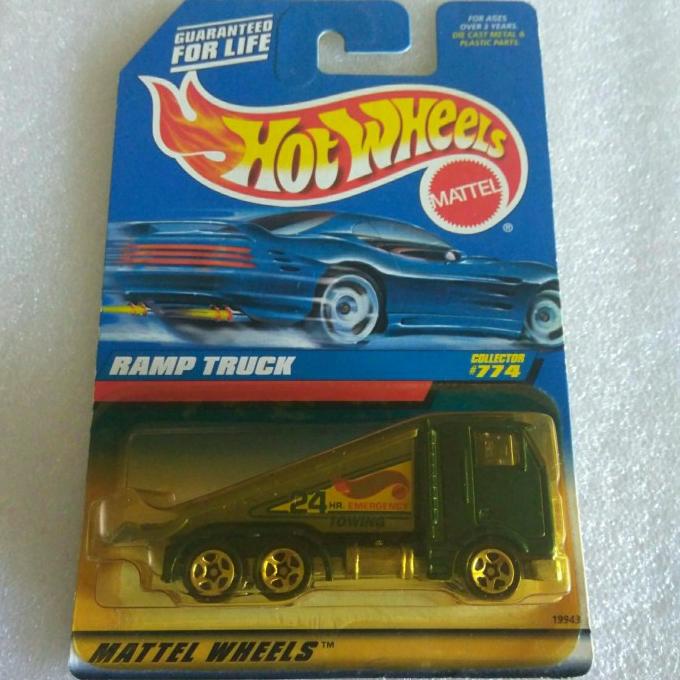 GUARANTEED
FOR LIFE
FOR AGES
OVER 3 YEARS.
DIE CAST METAL &
PLASTIC PARTS.
HOT WHEELS
MATTEL
®
RAMP TRUCK
COLLECTOR
#774
24 HR. EMERGENCY
TOWING
19943
MATTEL WHEELS™